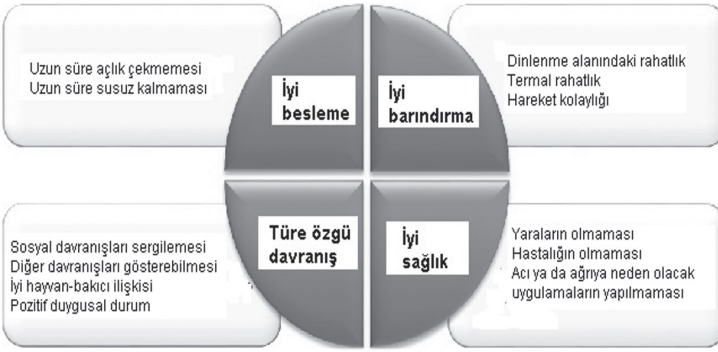 Uzun süre açlık çekmemesi
Uzun süre susuz kalmaması
İyi
besleme
İyi
barındırma
Dinlenme alanındaki rahatlık
Termal rahatlık
Hareket kolaylığı
Sosyal davranışları sergilemesi
Diğer davranışları gösterebilmesi
İyi hayvan-bakıcı ilişkisi
Pozitif duygusal durum
Türe özgü
davranış
İyi
sağlık
Yaraların olmaması
Hastalığın olmaması
Acı ya da ağrıya neden olacak
uygulamaların yapılmaması